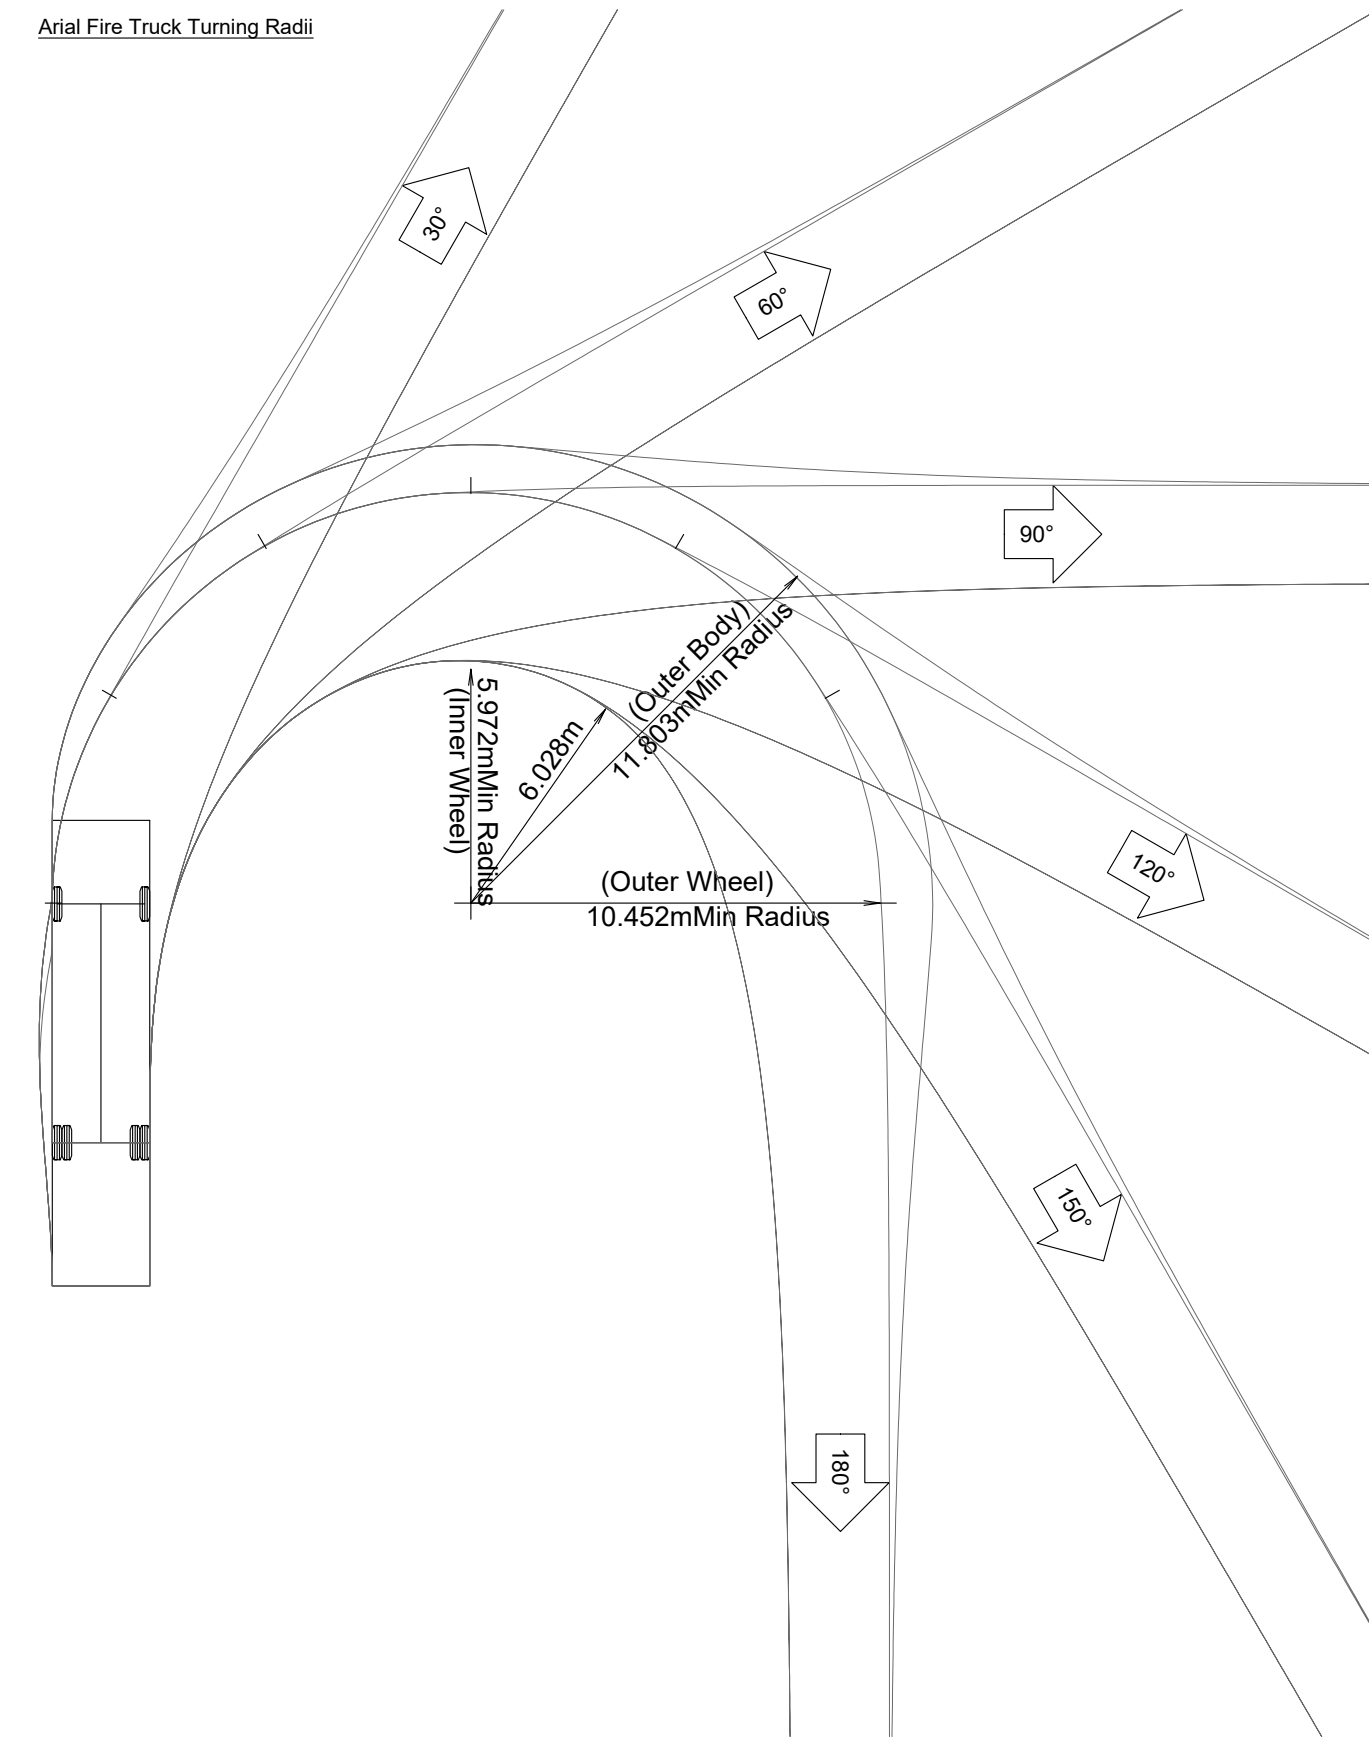 Arial Fire Truck Turning Radii
30°
60°
90°
(Outer Body)
11.803mMin Radius
5.972mMin Radius
(Inner Wheel)
6.028m
(Outer Wheel)
10.452mMin Radius
120°
150°
180°